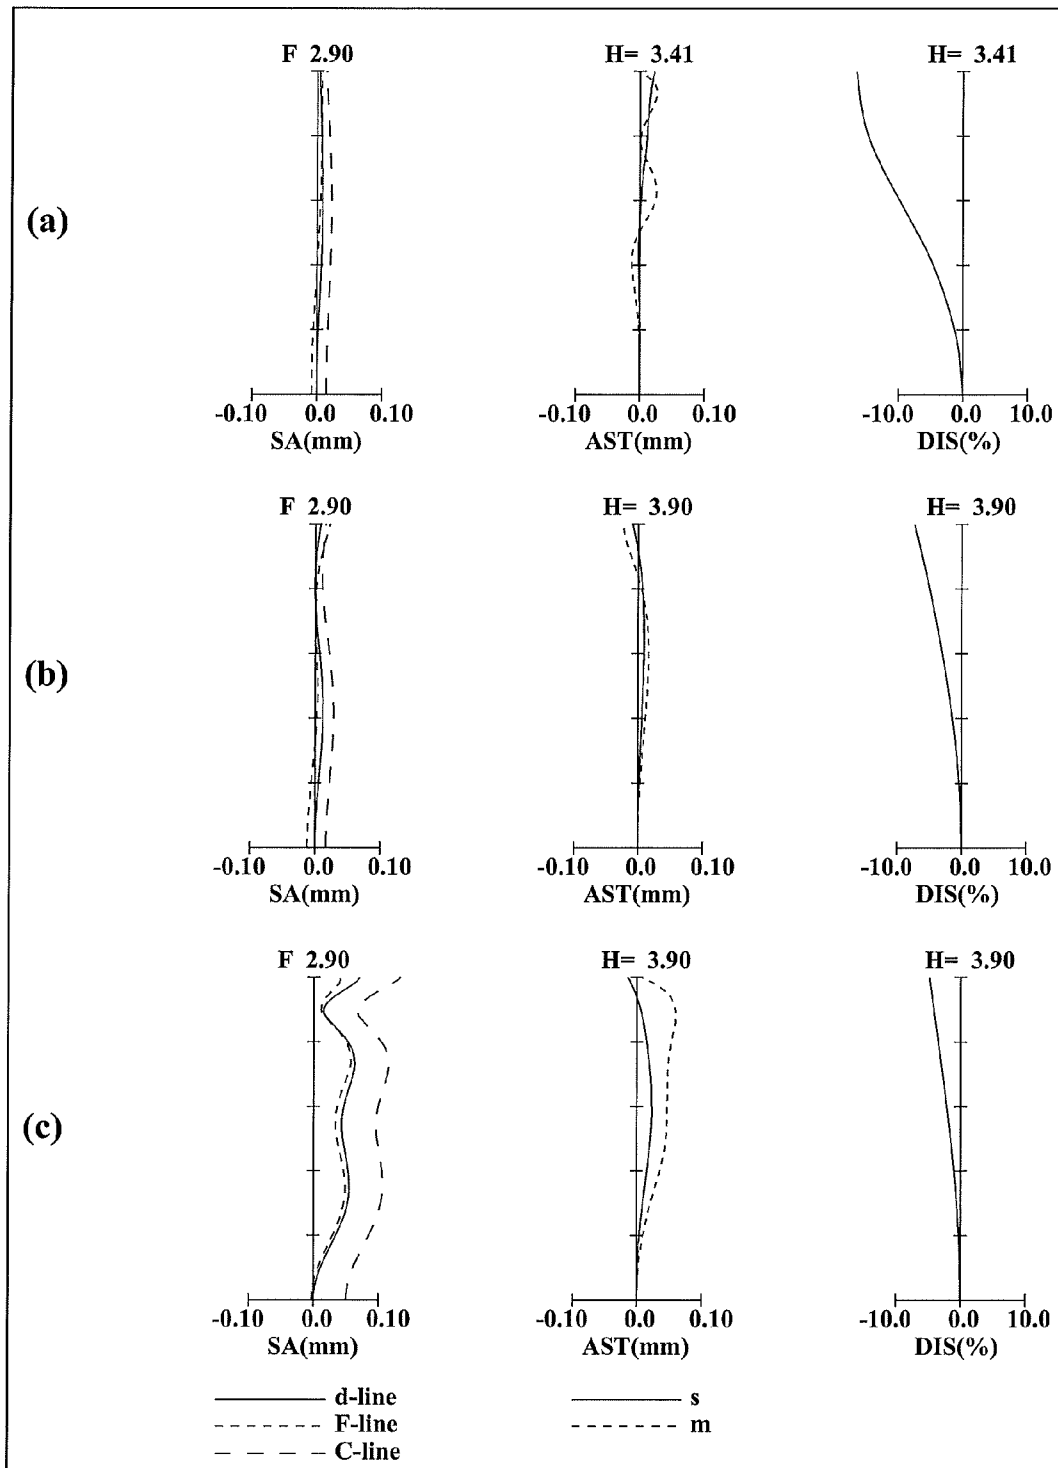 F 2.90 H= 3.41 H= 3.41
(a)
-0.10 0.0 0.10 -0.10 0.0 0.10 -10.0 0.0 10.0
SA(mm) AST(mm) DIS(%)
F 2.90 H= 3.90 H= 3.90
(b)
-0.10 0.0 0.10 -0.10 0.0 0.10 -10.0 0.0 10.0
SA(mm) AST(mm) DIS(%)
F 2.90 H= 3.90 H= 3.90
(c)
-0.10 0.0 0.10 -0.10 0.0 0.10 -10.0 0.0 10.0
SA(mm) AST(mm) DIS(%)
d-line s
F-line m
C-line